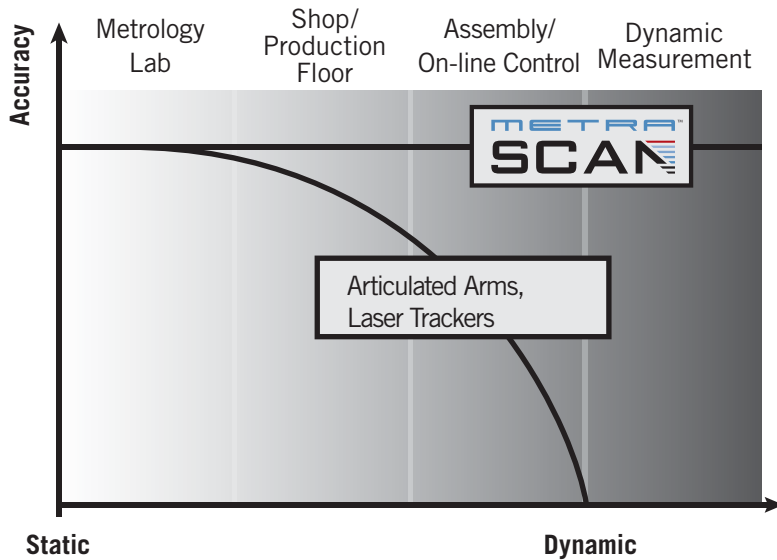 Metrology
Lab
Shop/
Production
Floor
Assembly/
On-line Control
Dynamic
Measurement
Accuracy
METRA™
SCAN
Articulated Arms,
Laser Trackers
Static
Dynamic